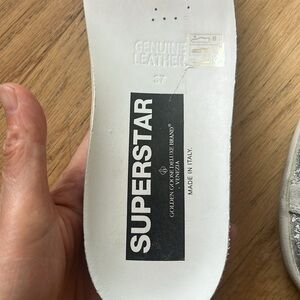 GENUINE
LEATHER
37
SUPERSTAR
GOLDEN GOOSE DELUXE BRAND®
VENEZIA
MADE IN ITALY.